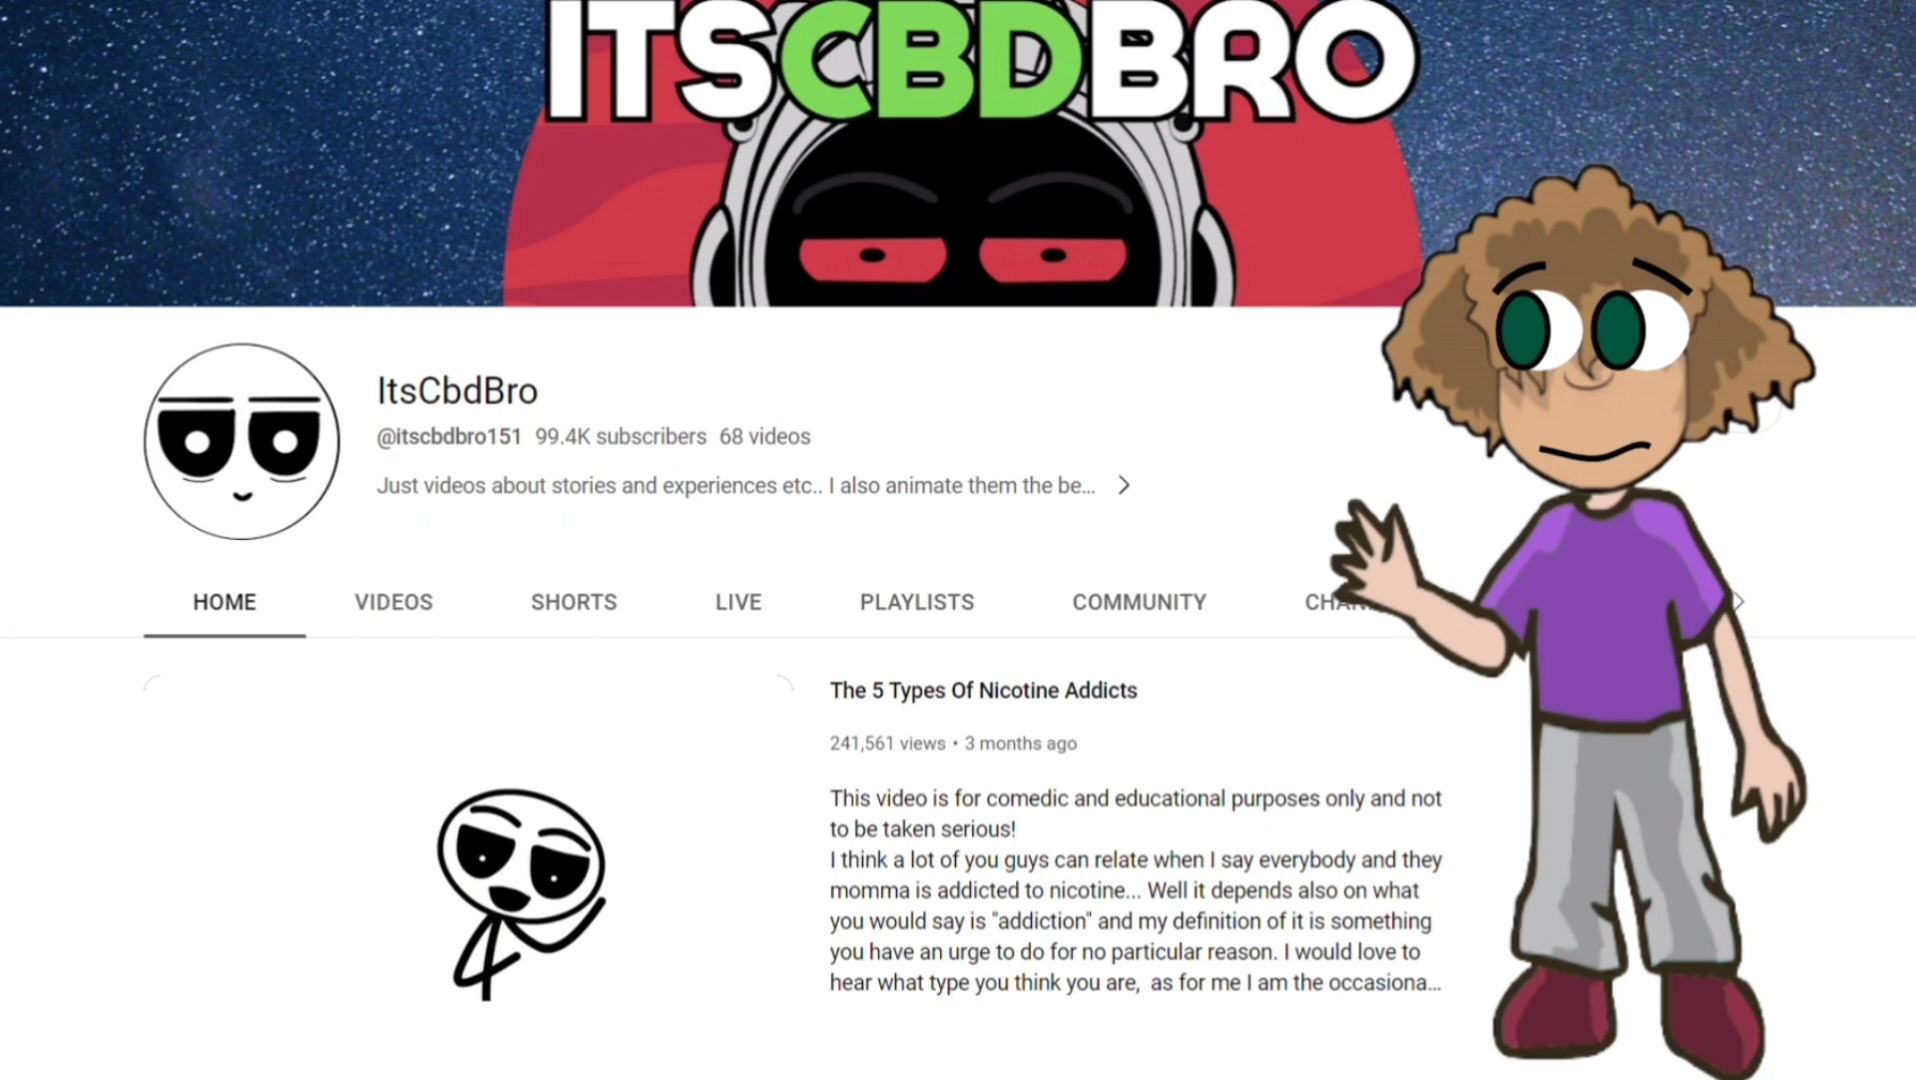 ITSCBDBRO
ItsCbdBro
@itscbdbro151 99.4K subscribers 68 videos
Just videos about stories and experiences etc.. I also animate them the be...
HOME VIDEOS SHORTS LIVE PLAYLISTS COMMUNITY
The 5 Types Of Nicotine Addicts
241,561 views • 3 months ago
This video is for comedic and educational purposes only and not
to be taken serious!
I think a lot of you guys can relate when I say everybody and they
momma is addicted to nicotine... Well it depends also on what
you would say is "addiction" and my definition of it is something
you have an urge to do for no particular reason. I would love to
hear what type you think you are, as for me I am the occasiona...